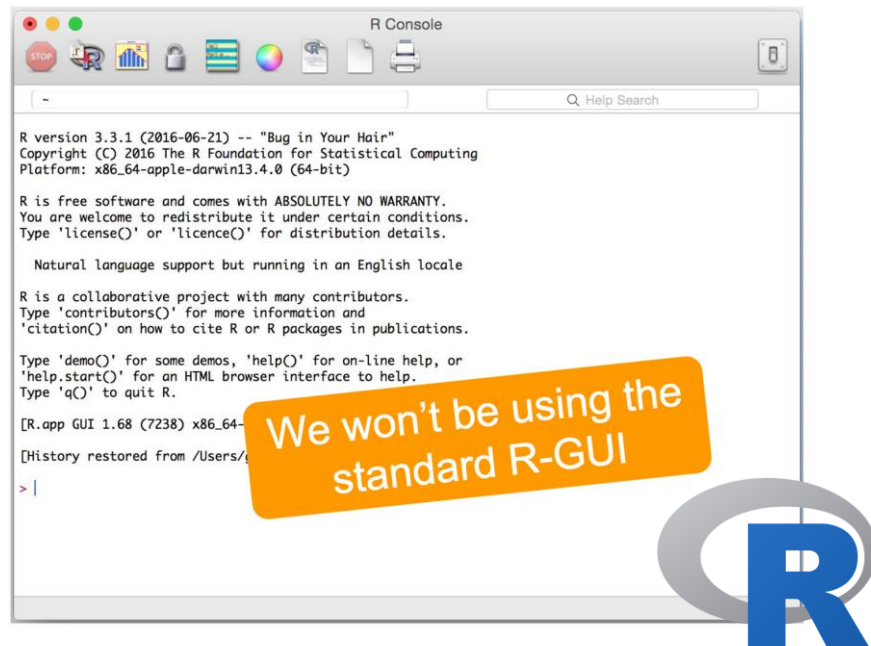 R Console
STOP
R
~
Help Search
R version 3.3.1 (2016-06-21) -- "Bug in Your Hair"
Copyright (C) 2016 The R Foundation for Statistical Computing
Platform: x86_64-apple-darwin13.4.0 (64-bit)
R is free software and comes with ABSOLUTELY NO WARRANTY.
You are welcome to redistribute it under certain conditions.
Type 'license()' or 'licence()' for distribution details.
Natural language support but running in an English locale
R is a collaborative project with many contributors.
Type 'contributors()' for more information and
'citation()' on how to cite R or R packages in publications.
Type 'demo()' for some demos, 'help()' for on-line help, or
'help.start()' for an HTML browser interface to help.
Type 'q()' to quit R.
[R.app GUI 1.68 (7238) x86_64-
[History restored from /Users/
>
We won't be using the
standard R-GUI
R